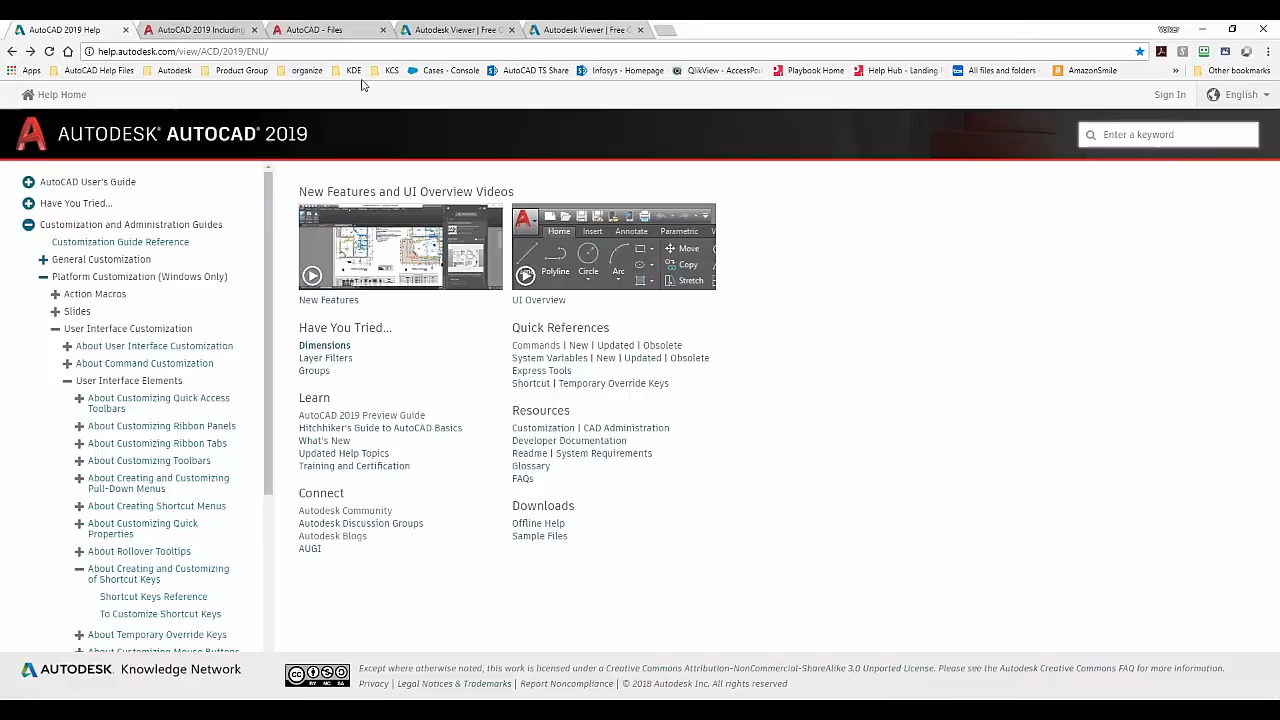 AutoCAD 2019 Help
AutoCAD 2019 Including
AutoCAD - Files
Autodesk Viewer | Free C
Autodesk Viewer | Free C
Volker
help.autodesk.com/view/ACD/2019/ENU/
Apps
AutoCAD Help Files
Autodesk
Product Group
organize
KDE
KCS
Cases - Console
AutoCAD TS Share
Infosys - Homepage
QlikView - AccessPo
Playbook Home
Help Hub - Landing
All files and folders
AmazonSmile
»
Other bookmarks
Help Home
Sign In
English
AUTODESK® AUTOCAD® 2019
Enter a keyword
AutoCAD User's Guide
Have You Tried...
Customization and Administration Guides
Customization Guide Reference
General Customization
Platform Customization (Windows Only)
Action Macros
Slides
User Interface Customization
About User Interface Customization
About Command Customization
User Interface Elements
About Customizing Quick Access
Toolbars
About Customizing Ribbon Panels
About Customizing Ribbon Tabs
About Customizing Toolbars
About Creating and Customizing
Pull-Down Menus
About Creating Shortcut Menus
About Customizing Quick
Properties
About Rollover Tooltips
About Creating and Customizing
of Shortcut Keys
Shortcut Keys Reference
To Customize Shortcut Keys
About Temporary Override Keys
About Customizing Mouse Buttons
New Features and UI Overview Videos
Home Insert Annotate Parametric
Polyline Circle Arc
Move
Copy
Stretch
New Features
UI Overview
Have You Tried...
Dimensions
Layer Filters
Groups
Learn
AutoCAD 2019 Preview Guide
Hitchhiker's Guide to AutoCAD Basics
What's New
Updated Help Topics
Training and Certification
Connect
Autodesk Community
Autodesk Discussion Groups
Autodesk Blogs
AUGI
Quick References
Commands | New | Updated | Obsolete
System Variables | New | Updated | Obsolete
Express Tools
Shortcut | Temporary Override Keys
Resources
Customization | CAD Administration
Developer Documentation
Readme | System Requirements
Glossary
FAQs
Downloads
Offline Help
Sample Files
AUTODESK. Knowledge Network
BY NC SA
Except where otherwise noted, this work is licensed under a Creative Commons Attribution-NonCommercial-ShareAlike 3.0 Unported License. Please see the Autodesk Creative Commons FAQ for more information.
Privacy | Legal Notices & Trademarks | Report Noncompliance | © 2018 Autodesk Inc. All rights reserved